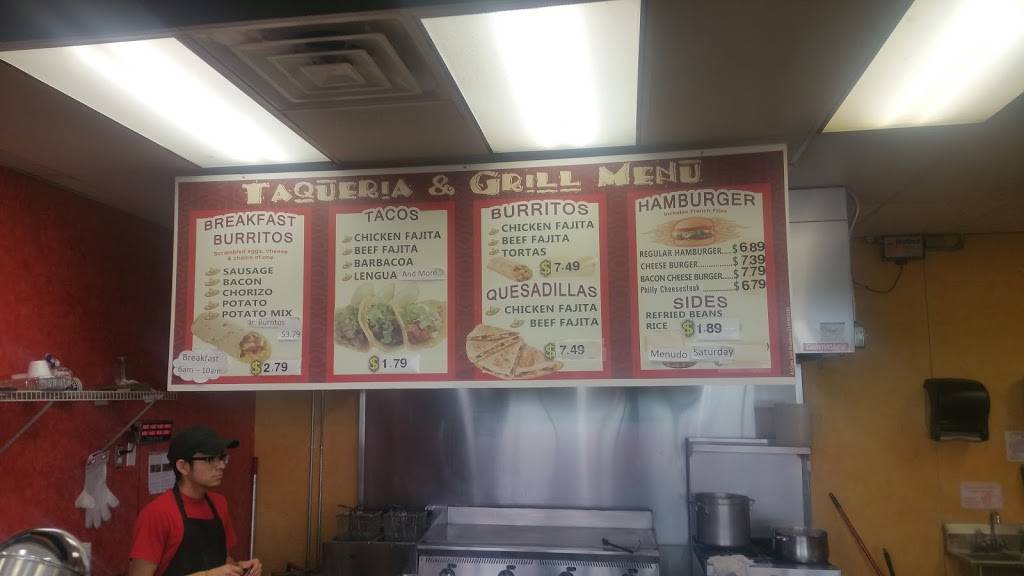 TAQUERIA & GRILL MENU
BREAKFAST
BURRITOS
Scrambled eggs, cheese
& choice of one
SAUSAGE
BACON
CHORIZO
POTATO
POTATO MIX
Jr. Burritos
$3.79
Breakfast
6am – 10am
$2.79
TACOS
CHICKEN FAJITA
BEEF FAJITA
BARBACOA
LENGUA And More
$1.79
BURRITOS
CHICKEN FAJITA
BEEF FAJITA
TORTAS
$7.49
QUESADILLAS
CHICKEN FAJITA
BEEF FAJITA
$7.49
HAMBURGER
Includes French Fries
REGULAR HAMBURGER.....$6.89
CHEESE BURGER..........$7.39
BACON CHEESE BURGER.....$7.79
Philly Cheesesteak ........$6.79
SIDES
REFRIED BEANS
RICE $1.89
Menudo Saturday